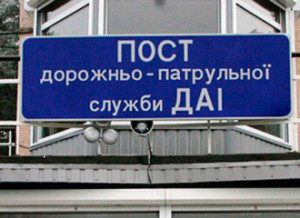 ПОСТ
дорожньо-патрульної
служби ДАІ